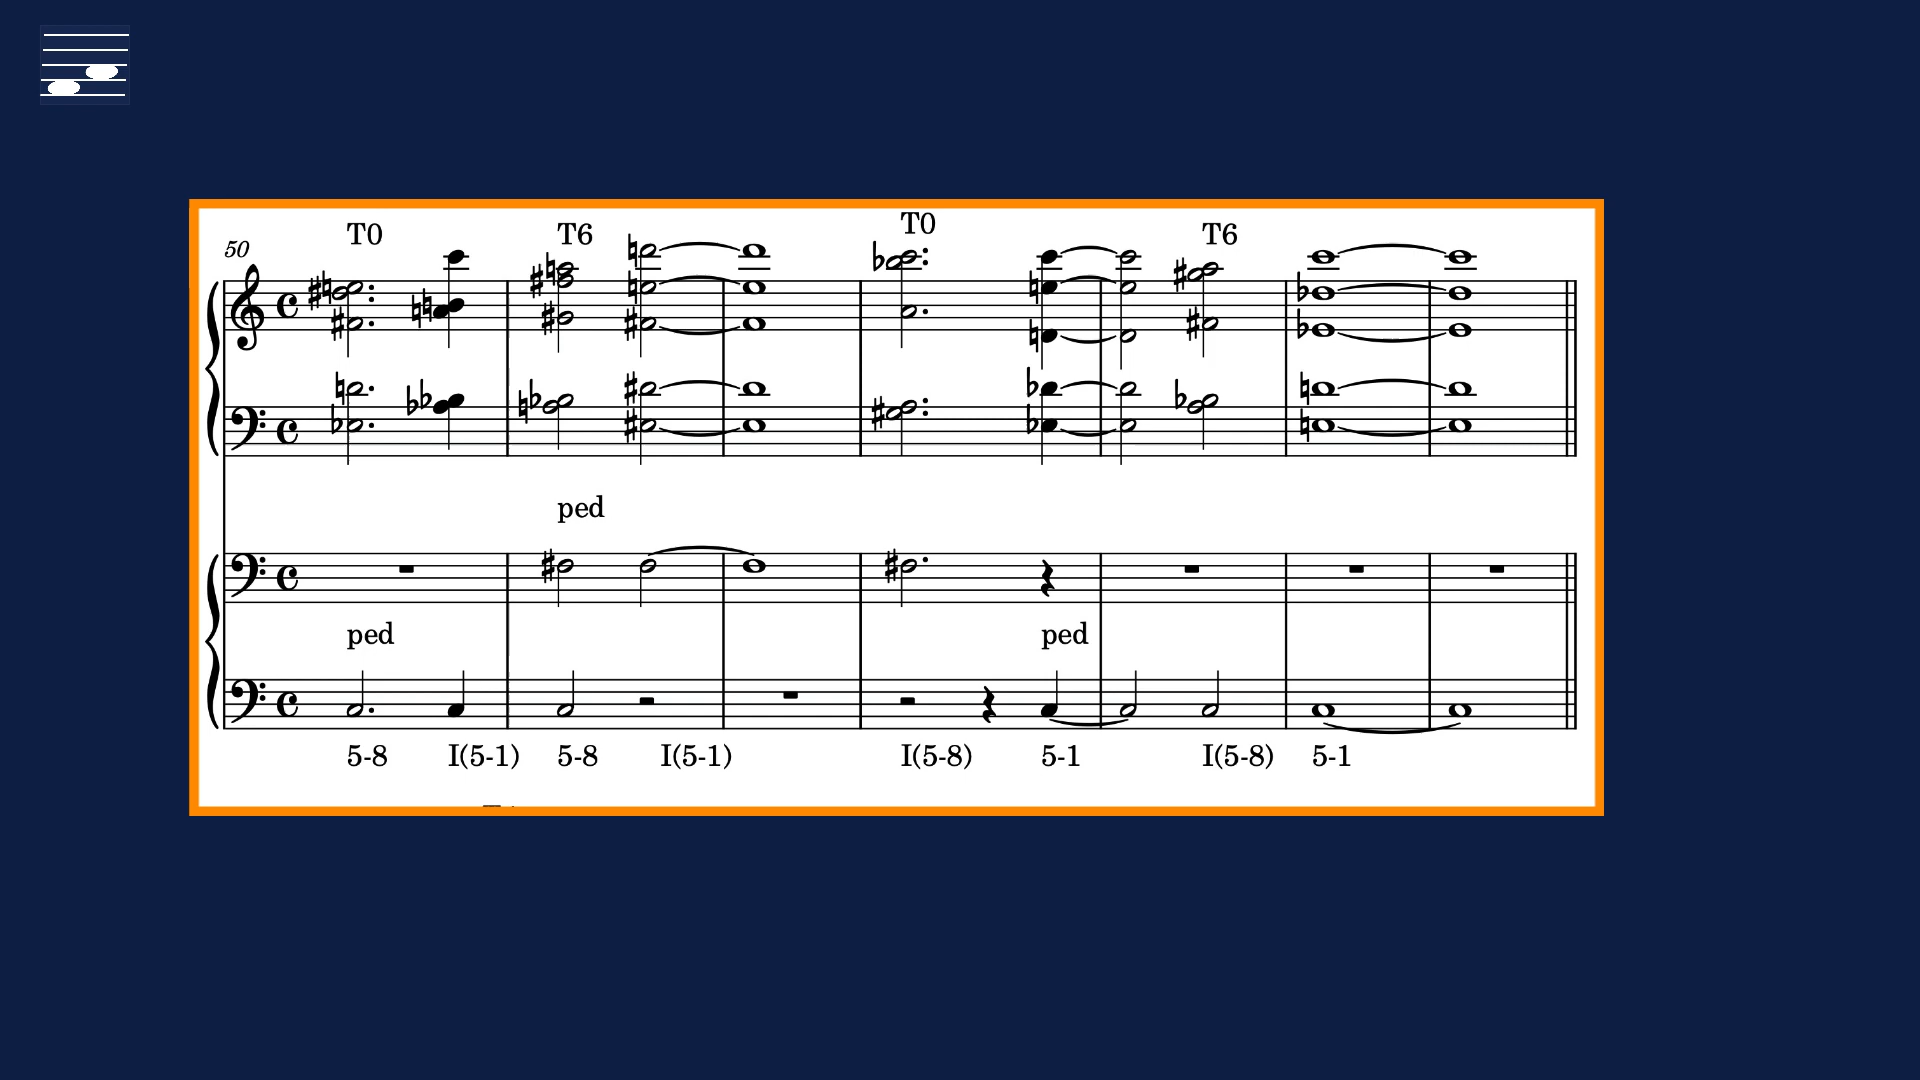 T0 T6 T0 T6
50
ped
ped ped
5-8 I(5-1) 5-8 I(5-1) I(5-8) 5-1 I(5-8) 5-1